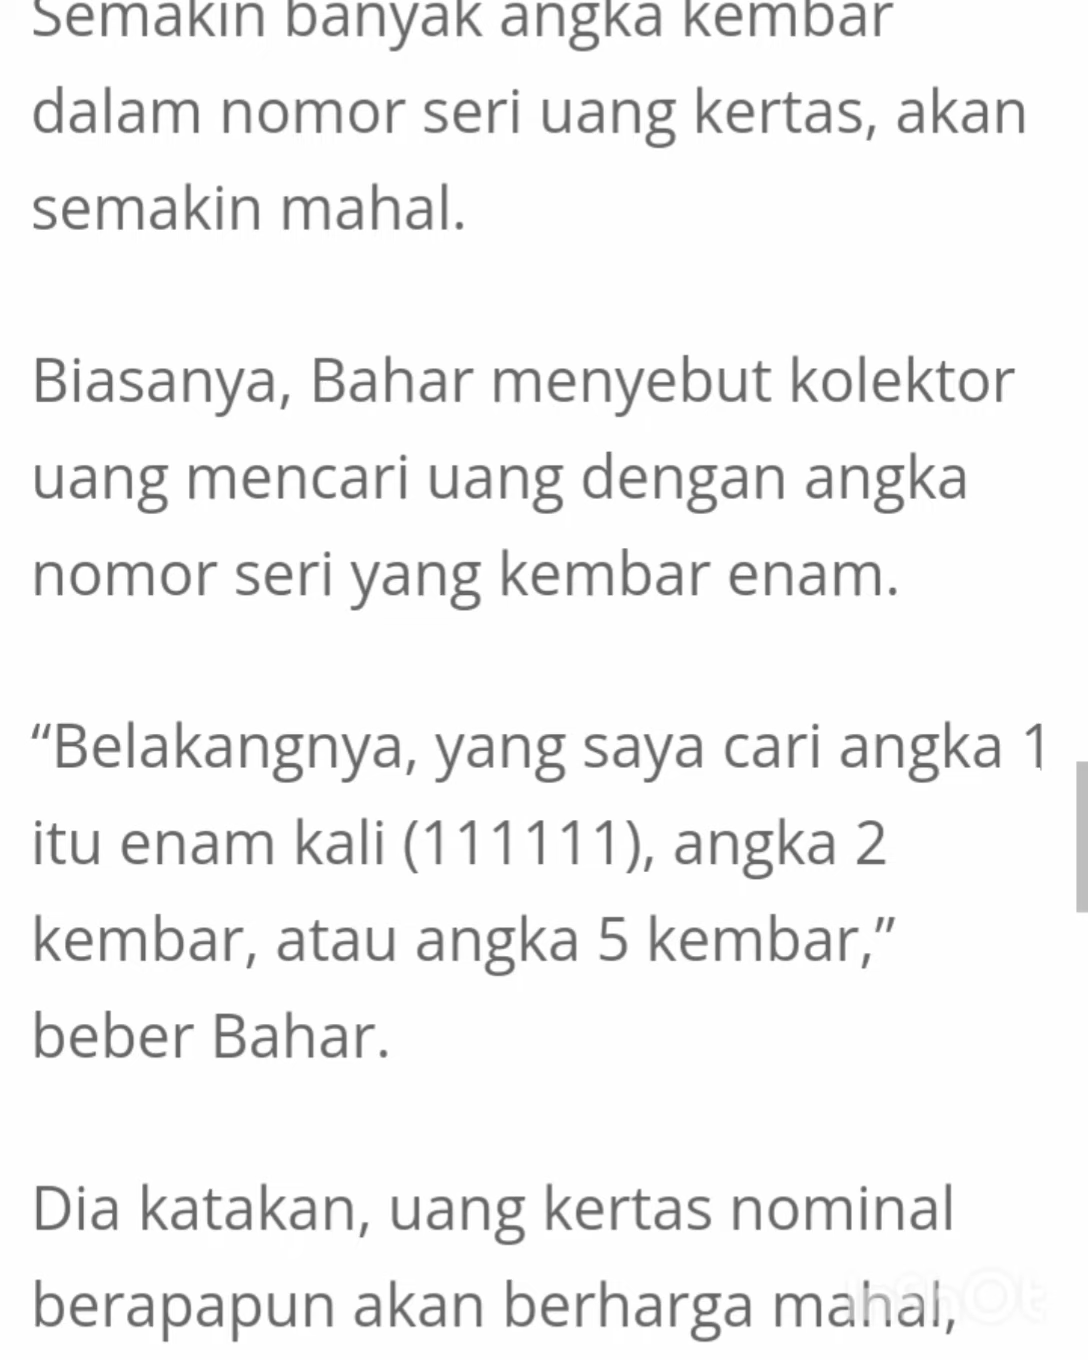 Semakin banyak angka kembar
dalam nomor seri uang kertas, akan
semakin mahal.
Biasanya, Bahar menyebut kolektor
uang mencari uang dengan angka
nomor seri yang kembar enam.
“Belakangnya, yang saya cari angka 1
itu enam kali (111111), angka 2
kembar, atau angka 5 kembar,”
beber Bahar.
Dia katakan, uang kertas nominal
berapapun akan berharga mahal,
InShOt